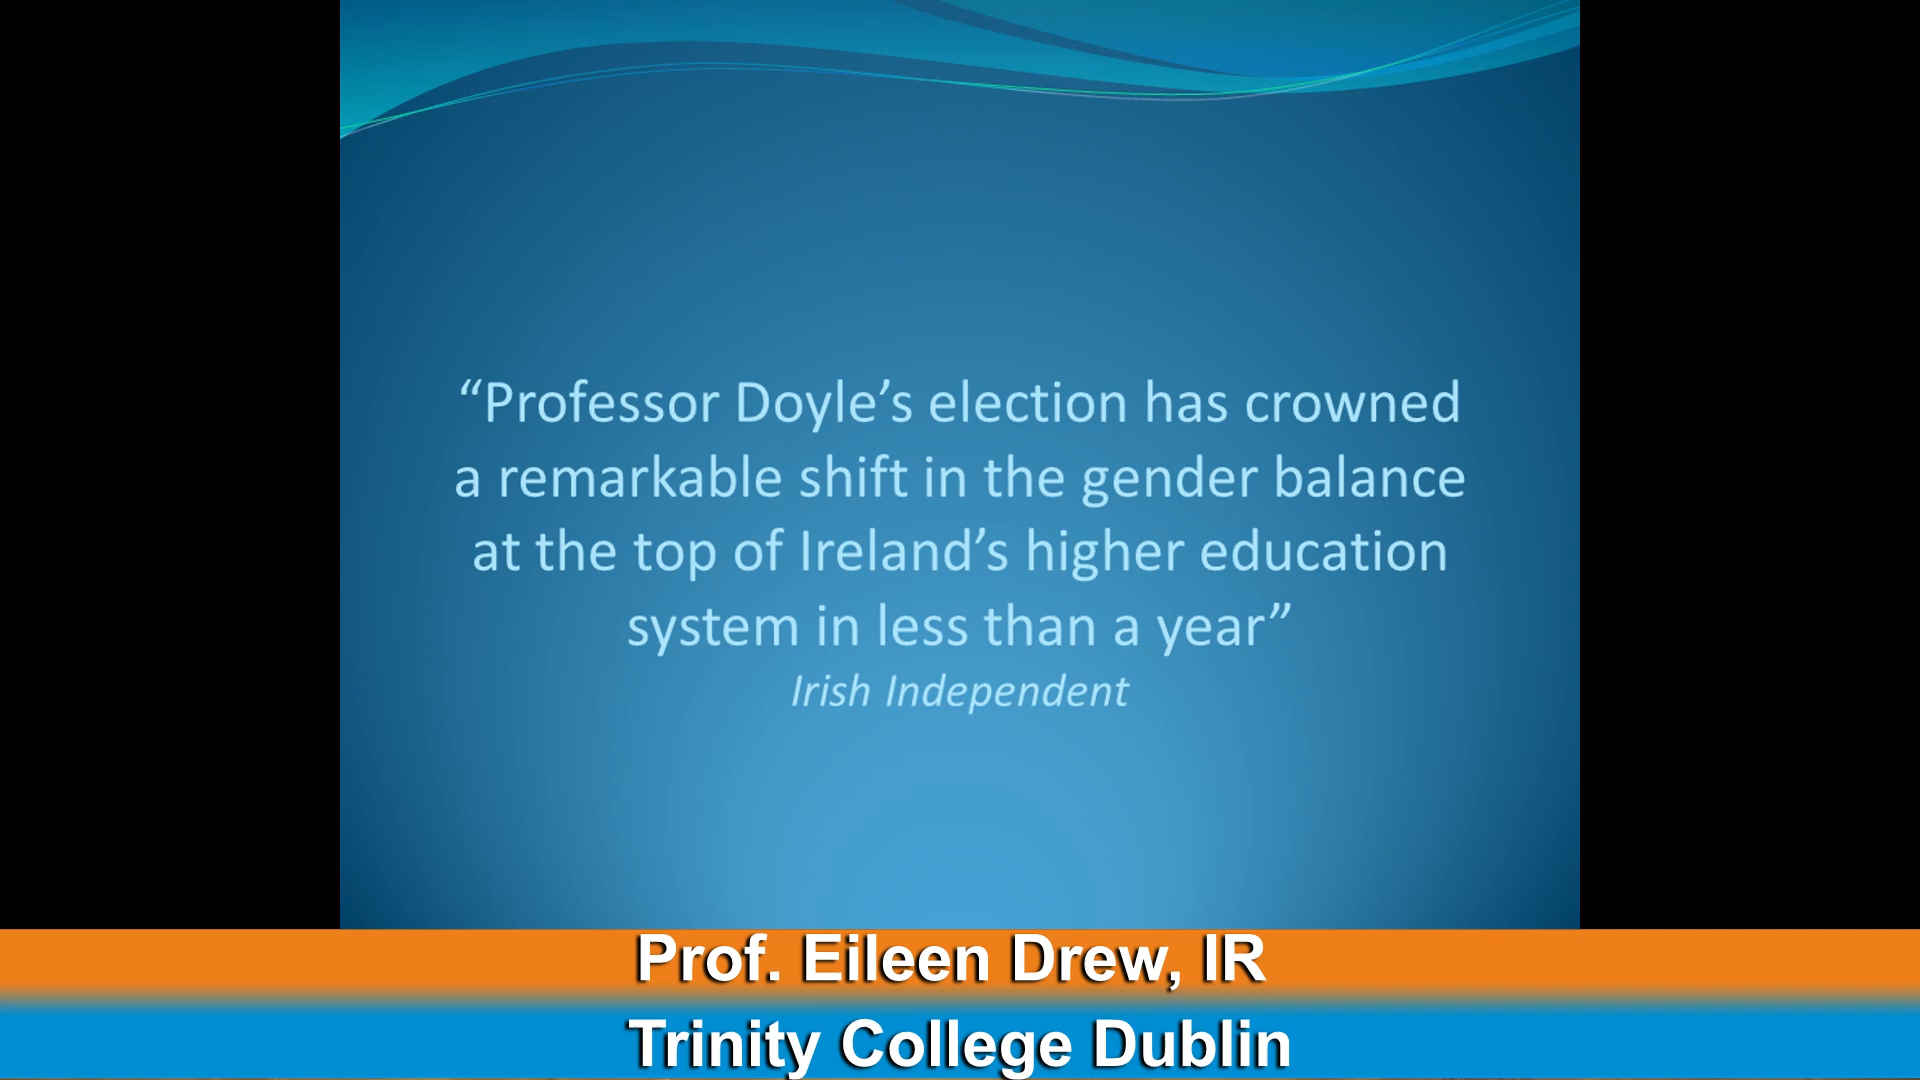 “Professor Doyle’s election has crowned
a remarkable shift in the gender balance
at the top of Ireland’s higher education
system in less than a year”
Irish Independent
Prof. Eileen Drew, IR
Trinity College Dublin